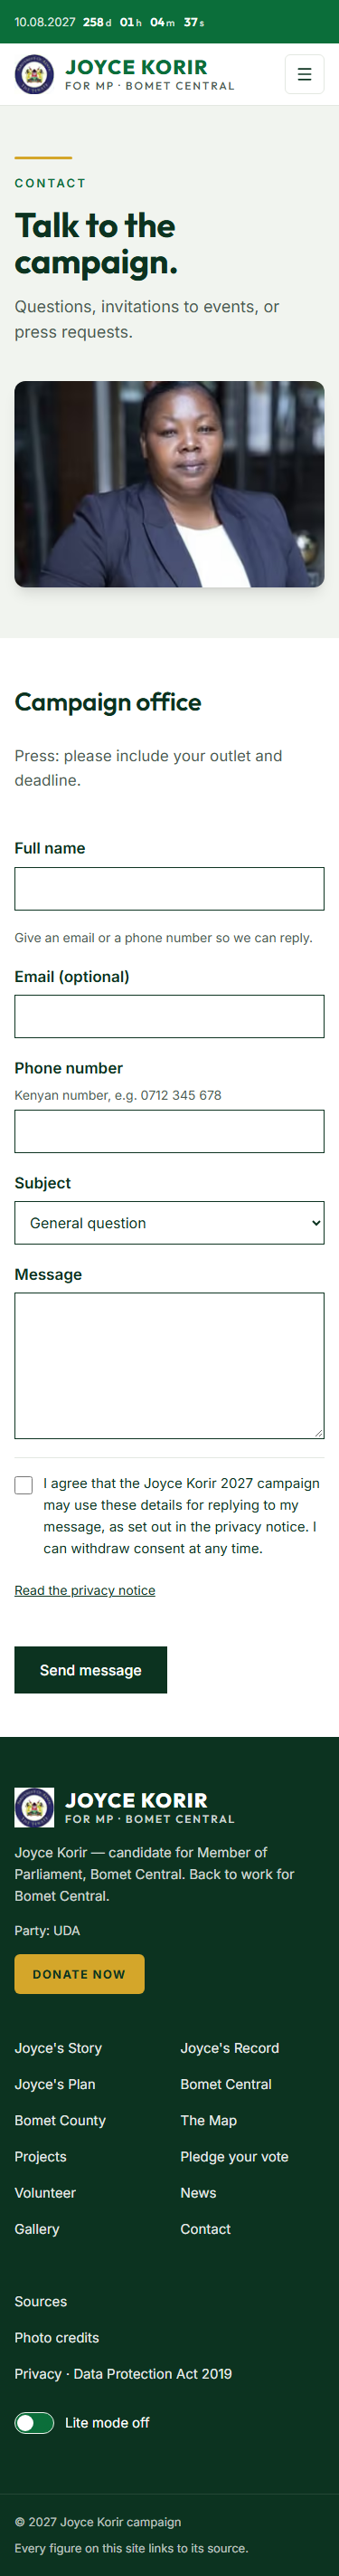 10.08.2027 258 d 01 h 04 m 37 s
JOYCE KORIR
FOR MP · BOMET CENTRAL
CONTACT
Talk to the
campaign.
Questions, invitations to events, or
press requests.
Campaign office
Press: please include your outlet and
deadline.
Full name
Give an email or a phone number so we can reply.
Email (optional)
Phone number
Kenyan number, e.g. 0712 345 678
Subject
General question
Message
I agree that the Joyce Korir 2027 campaign
may use these details for replying to my
message, as set out in the privacy notice. I
can withdraw consent at any time.
Read the privacy notice
Send message
JOYCE KORIR
FOR MP · BOMET CENTRAL
Joyce Korir — candidate for Member of
Parliament, Bomet Central. Back to work for
Bomet Central.
Party: UDA
DONATE NOW
Joyce's Story Joyce's Record
Joyce's Plan Bomet Central
Bomet County The Map
Projects Pledge your vote
Volunteer News
Gallery Contact
Sources
Photo credits
Privacy · Data Protection Act 2019
Lite mode off
© 2027 Joyce Korir campaign
Every figure on this site links to its source.